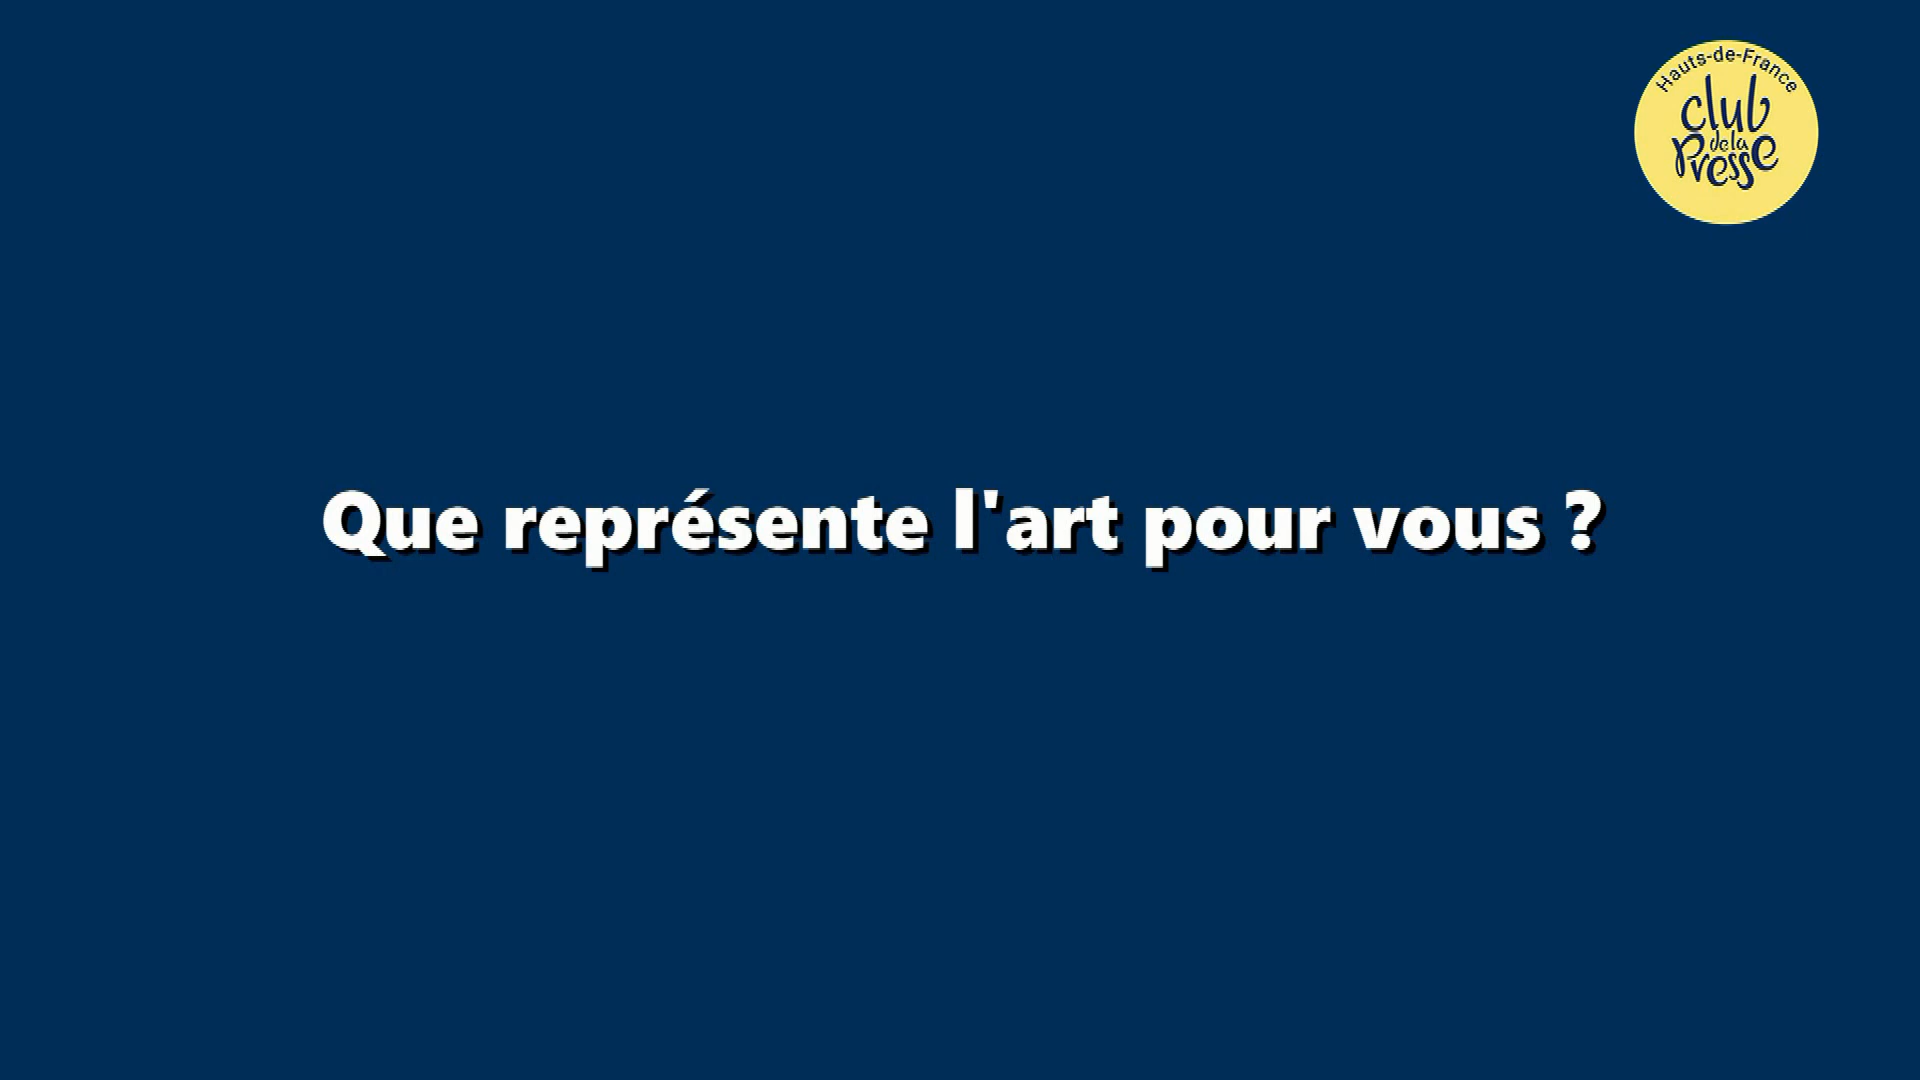 Hauts-de-France
club
de la
Presse
Que représente l'art pour vous ?